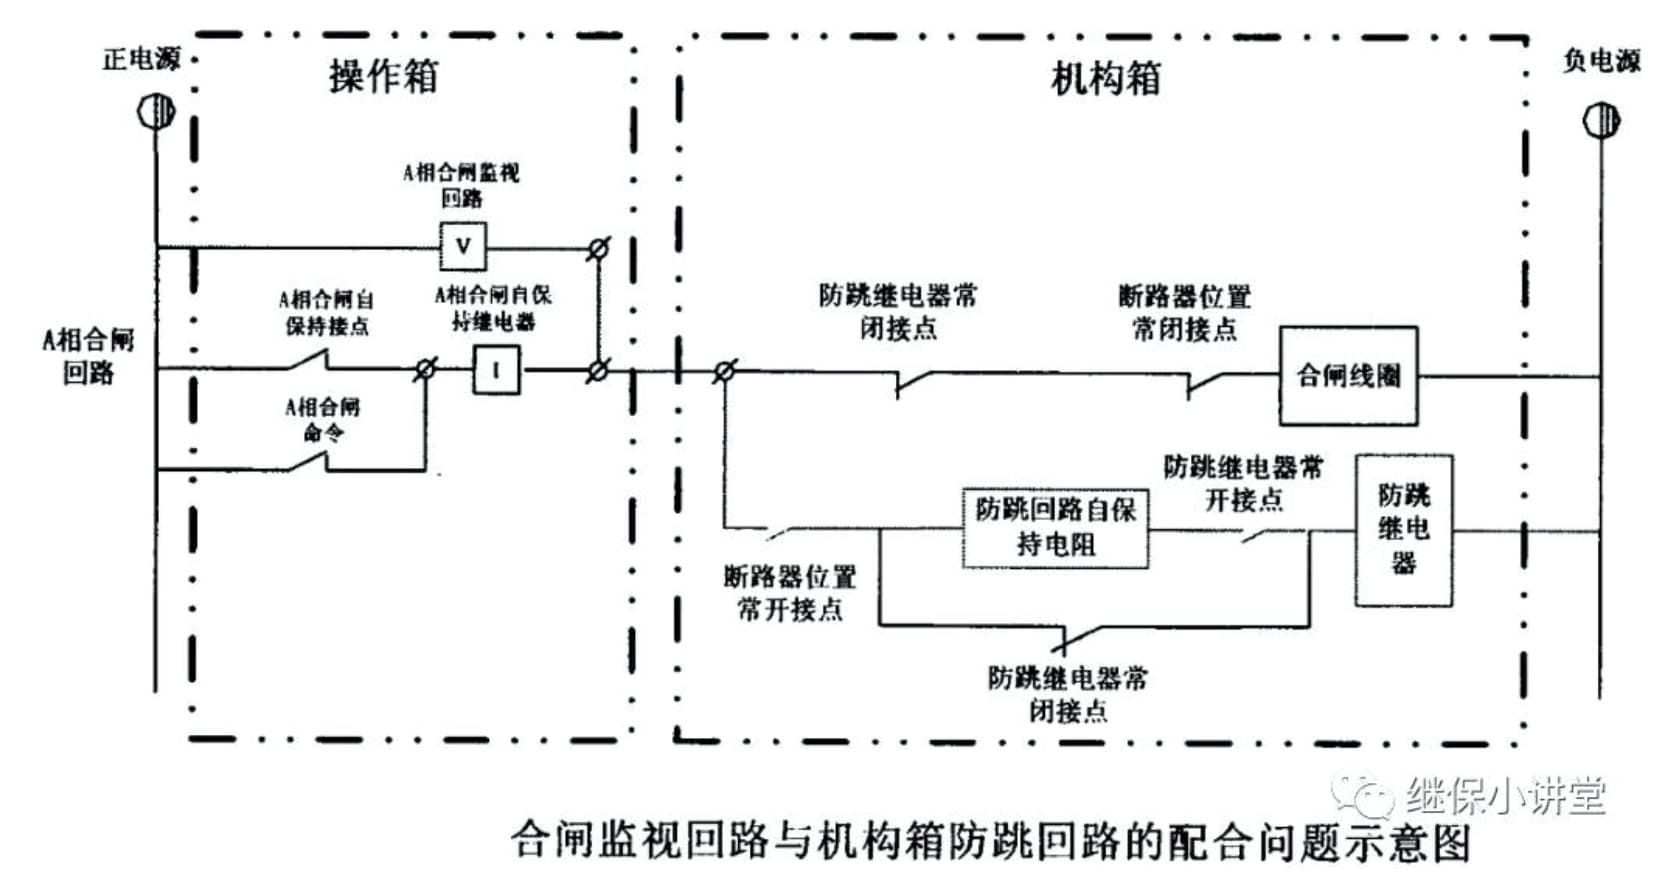 正电源
操作箱
机构箱
负电源
A相合闸监视
回路
V
A相合闸自
保持接点
A相合闸自保
持继电器
I
A相合闸
回路
A相合闸
命令
防跳继电器常
闭接点
断路器位置
常闭接点
合闸线圈
防跳继电器常
开接点
防跳回路自保
持电阻
防跳
继电
器
断路器位置
常开接点
防跳继电器常
闭接点
继保小讲堂
合闸监视回路与机构箱防跳回路的配合问题示意图